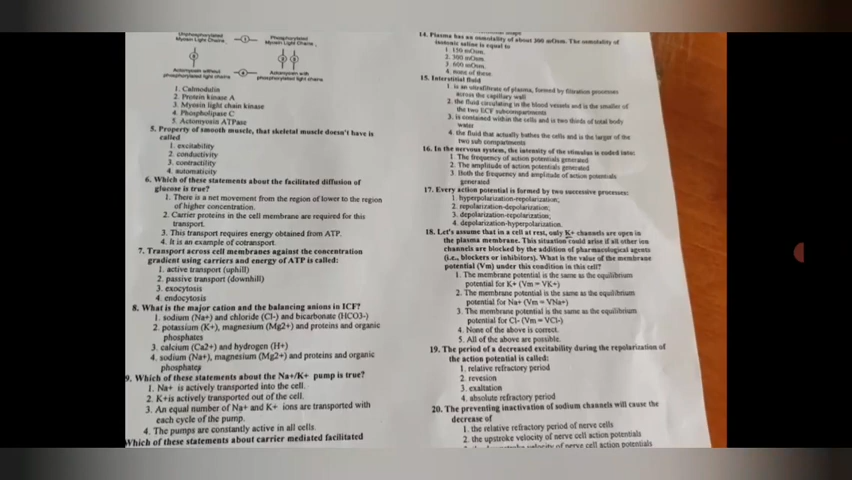 Unphosphorylated
Myosin Light Chains
Phosphorylated
Myosin Light Chains
Actomyosin without
phosphorylated light chains
Actomyosin with
phosphorylated light chains
1. Calmodulin
2. Protein kinase A
3. Myosin light chain kinase
4. Phospholipase C
5. Actomyosin ATPase
5. Property of smooth muscle, that skeletal muscle doesn't have is
called
1. excitability
2. conductivity
3. contractility
4. automaticity
6. Which of these statements about the facilitated diffusion of
glucose is true?
1. There is a net movement from the region of lower to the region
of higher concentration.
2. Carrier proteins in the cell membrane are required for this
transport.
3. This transport requires energy obtained from ATP.
4. It is an example of cotransport.
7. Transport across cell membranes against the concentration
gradient using carriers and energy of ATP is called:
1. active transport (uphill)
2. passive transport (downhill)
3. exocytosis
4. endocytosis
8. What is the major cation and the balancing anions in ICF?
1. sodium (Na+) and chloride (Cl-) and bicarbonate (HCO3-)
2. potassium (K+), magnesium (Mg2+) and proteins and organic
phosphates
3. calcium (Ca2+) and hydrogen (H+)
4. sodium (Na+), magnesium (Mg2+) and proteins and organic
phosphates
9. Which of these statements about the Na+/K+ pump is true?
1. Na+ is actively transported into the cell.
2. K+is actively transported out of the cell.
3. An equal number of Na+ and K+ ions are transported with
each cycle of the pump.
4. The pumps are constantly active in all cells.
Which of these statements about carrier mediated facilitated
14. Plasma has an osmolality of about 300 mOsm. The osmolality of
isotonic saline is equal to
1. 150 mOsm.
2. 300 mOsm.
3. 600 mOsm.
4. none of these
15. Interstitial fluid
1. is an ultrafiltrate of plasma, formed by filtration processes
across the capillary wall
2. the fluid circulating in the blood vessels and is the smaller of
the two ECF subcompartments
3. is contained within the cells and is two thirds of total body
water
4. the fluid that actually bathes the cells and is the larger of the
two sub compartments
16. In the nervous system, the intensity of the stimulus is coded into:
1. The frequency of action potentials generated
2. The amplitude of action potentials generated
3. Both the frequency and amplitude of action potentials
generated
17. Every action potential is formed by two successive processes:
1. hyperpolarization-repolarization;
2. repolarization-depolarization;
3. depolarization-repolarization;
4. depolarization-hyperpolarization.
18. Let's assume that in a cell at rest, only K+ channels are open in
the plasma membrane. This situation could arise if all other ion
channels are blocked by the addition of pharmacological agents
(i.e., blockers or inhibitors). What is the value of the membrane
potential (Vm) under this condition in this cell?
1. The membrane potential is the same as the equilibrium
potential for K+ (Vm = VK+)
2. The membrane potential is the same as the equilibrium
potential for Na+ (Vm = VNa+)
3. The membrane potential is the same as the equilibrium
potential for Cl- (Vm = VCl-)
4. None of the above is correct.
5. All of the above are possible.
19. The period of a decreased excitability during the repolarization of
the action potential is called:
1. relative refractory period
2. revesion
3. exaltation
4. absolute refractory period
20. The preventing inactivation of sodium channels will cause the
decrease of
1. the relative refractory period of nerve cells
2. the upstroke velocity of nerve cell action potentials